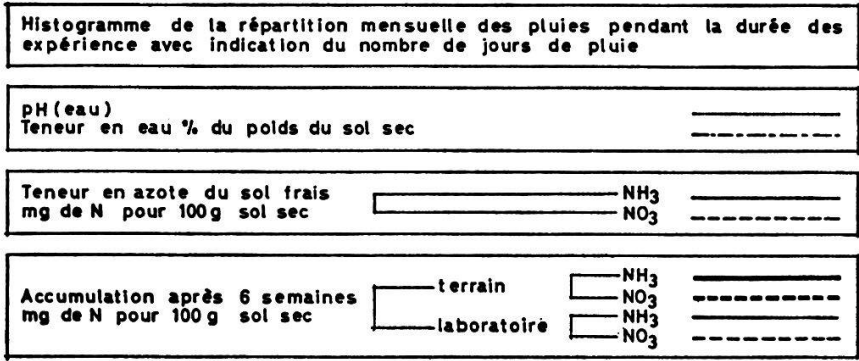 Histogramme de la répartition mensuelle des pluies pendant la durée des
expérience avec indication du nombre de jours de pluie
pH (eau)
Teneur en eau % du poids du sol sec
Teneur en azote du sol frais
mg de N pour 100 g sol sec
NH3
NO3
Accumulation après 6 semaines
mg de N pour 100 g sol sec
terrain
NH3
NO3
laboratoire
NH3
NO3